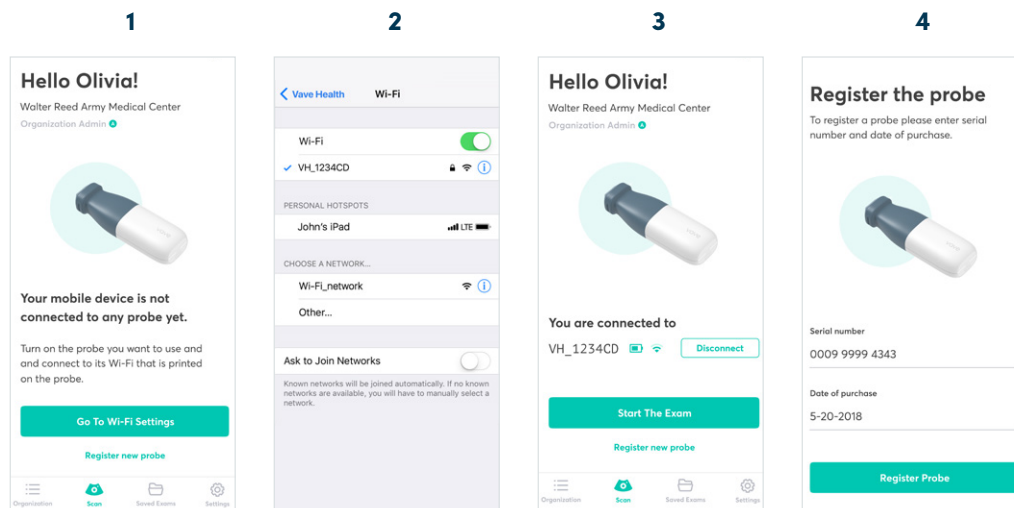 1
Hello Olivia!
Walter Reed Army Medical Center
Organization Admin A
Your mobile device is not
connected to any probe yet.
Turn on the probe you want to use and
and connect to its Wi-Fi that is printed
on the probe.
Go To Wi-Fi Settings
Register new probe
Organization Scan Saved Exams Settings
2
Vave Health Wi-Fi
Wi-Fi
VH_1234CD
PERSONAL HOTSPOTS
John's iPad LTE
CHOOSE A NETWORK...
Wi-Fi_network
Other...
Ask to Join Networks
Known networks will be joined automatically. If no known
networks are available, you will have to manually select a
network.
3
Hello Olivia!
Walter Reed Army Medical Center
Organization Admin A
You are connected to
VH_1234CD Disconnect
Start The Exam
Register new probe
Organization Scan Saved Exams Settings
4
Register the probe
To register a probe please enter serial
number and date of purchase.
Serial number
0009 9999 4343
Date of purchase
5-20-2018
Register Probe